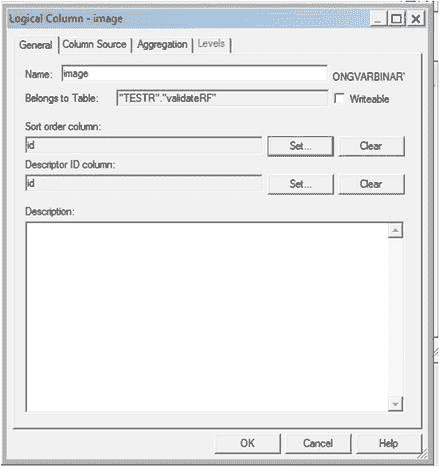 Logical Column - image
General Column Source Aggregation Levels
Name: image ONGVARBINAR
Belongs to Table: "TESTR"."validateRF" Writeable
Sort order column:
id Set... Clear
Descriptor ID column:
id Set... Clear
Description:
OK Cancel Help